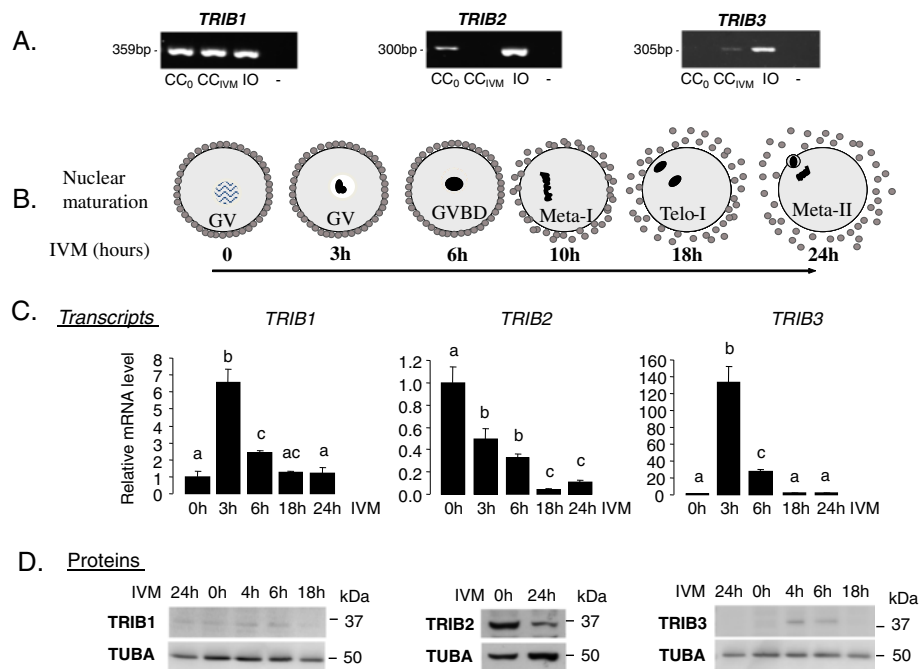 A.
TRIB1 TRIB2 TRIB3
359bp - 300bp - 305bp -
CC0 CCIVM IO - CC0 CCIVM IO - CC0 CCIVM IO -
B.
Nuclear
maturation
GV GV GVBD Meta-I Telo-I Meta-II
IVM (hours) 0 3h 6h 10h 18h 24h
C. Transcripts TRIB1 TRIB2 TRIB3
Relative mRNA level
8
7
6
5
4
3
2
1
0
a b c ac a
0h 3h 6h 18h 24h IVM
1.2
1.0
0.8
0.6
0.4
0.2
0.0
a b b c c
0h 3h 6h 18h 24h IVM
160
140
120
100
80
60
40
20
0
a b c a a
0h 3h 6h 18h 24h IVM
D. Proteins
IVM 24h 0h 4h 6h 18h kDa
TRIB1 - 37
TUBA - 50
IVM 0h 24h kDa
TRIB2 - 37
TUBA - 50
IVM 24h 0h 4h 6h 18h kDa
TRIB3 - 37
TUBA - 50